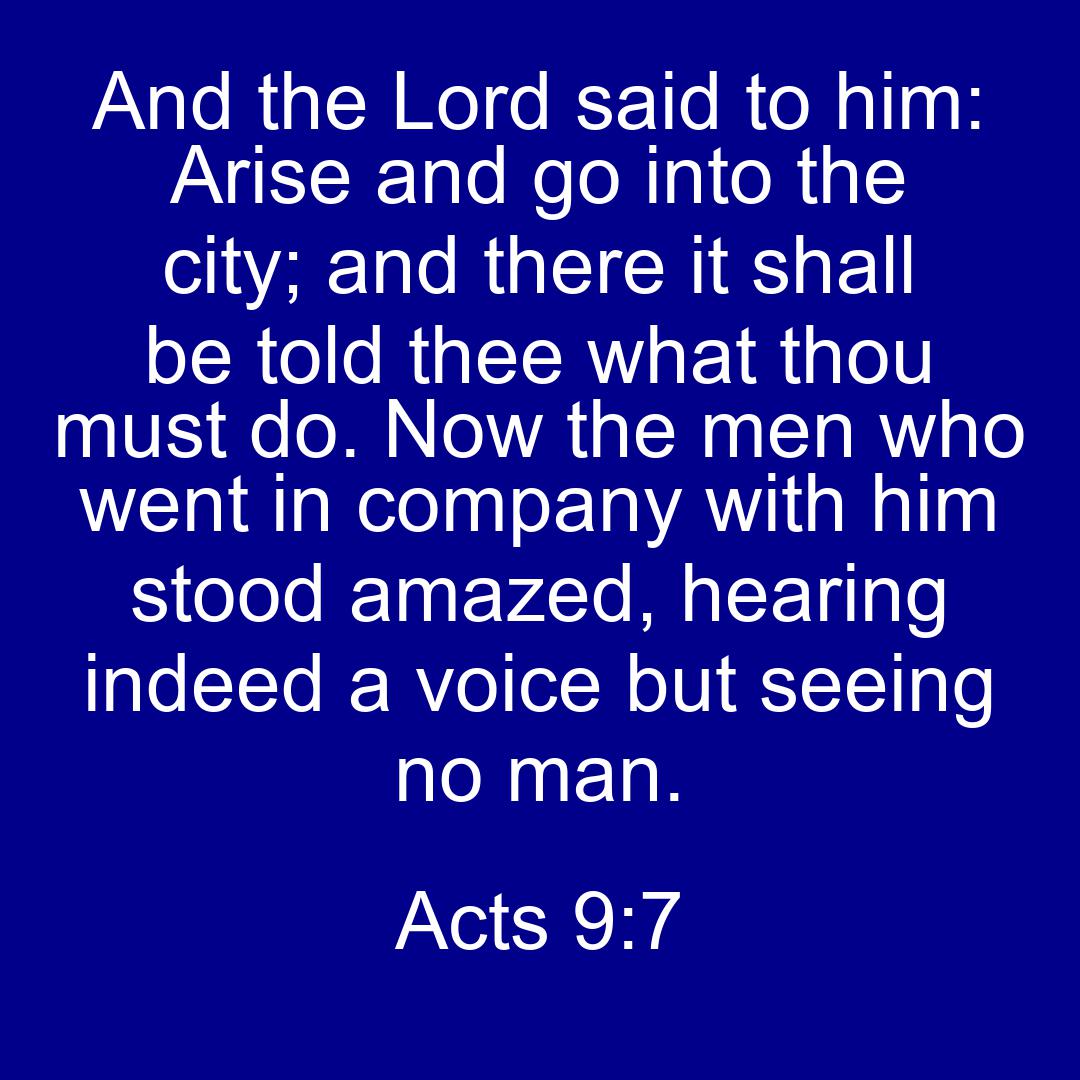 And the Lord said to him:
Arise and go into the
city; and there it shall
be told thee what thou
must do. Now the men who
went in company with him
stood amazed, hearing
indeed a voice but seeing
no man.
Acts 9:7